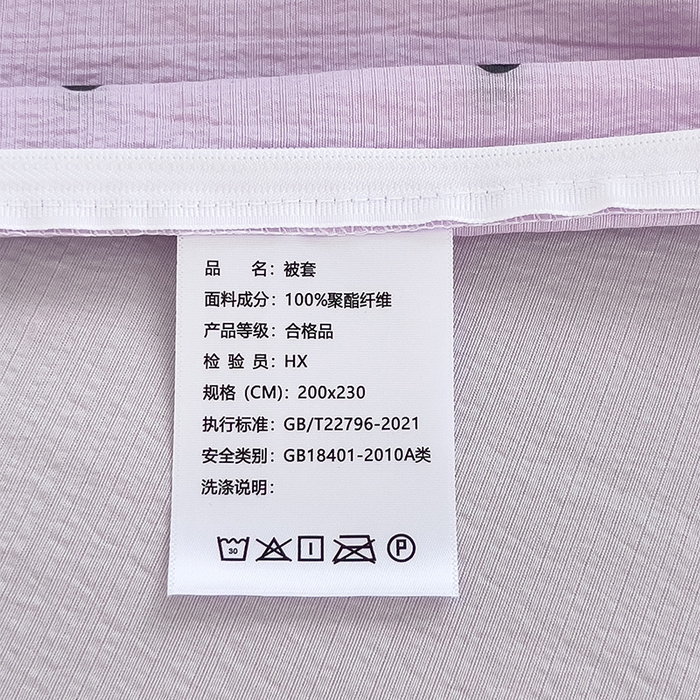 品 名：被套
面料成分：100%聚酯纤维
产品等级：合格品
检 验 员：HX
规格 (CM)：200x230
执行标准：GB/T22796-2021
安全类别：GB18401-2010A类
洗涤说明：
30 P